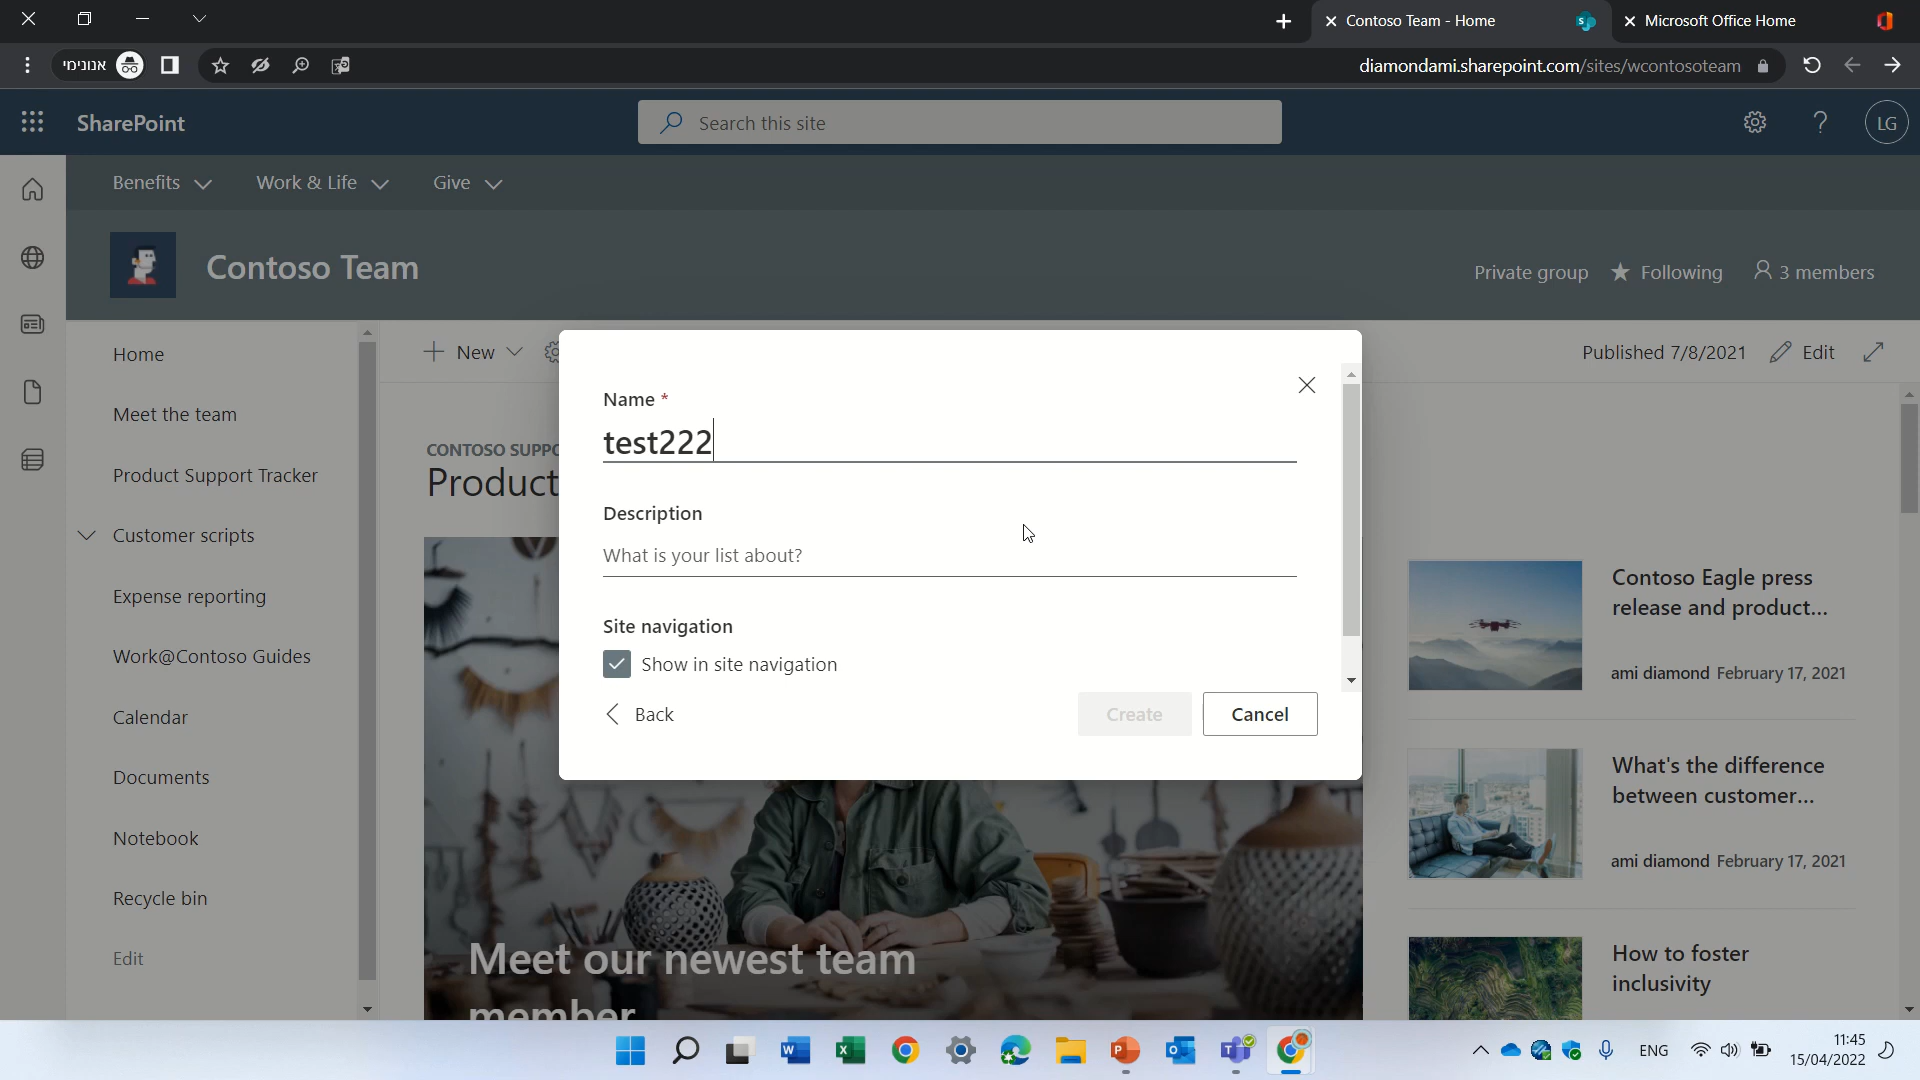 Contoso Team - Home
Microsoft Office Home
אנונימי
diamondami.sharepoint.com/sites/wcontosoteam
SharePoint
Search this site
LG
Benefits
Work & Life
Give
Contoso Team
Private group
Following
3 members
Home
Meet the team
Product Support Tracker
Customer scripts
Expense reporting
Work@Contoso Guides
Calendar
Documents
Notebook
Recycle bin
Edit
New
Published 7/8/2021
Edit
CONTOSO SUPPO
Product
Name *
test222
Description
What is your list about?
Site navigation
Show in site navigation
Back
Create
Cancel
Meet our newest team
member
Contoso Eagle press
release and product...
ami diamond February 17, 2021
What's the difference
between customer...
ami diamond February 17, 2021
How to foster
inclusivity
ENG
11:45
15/04/2022